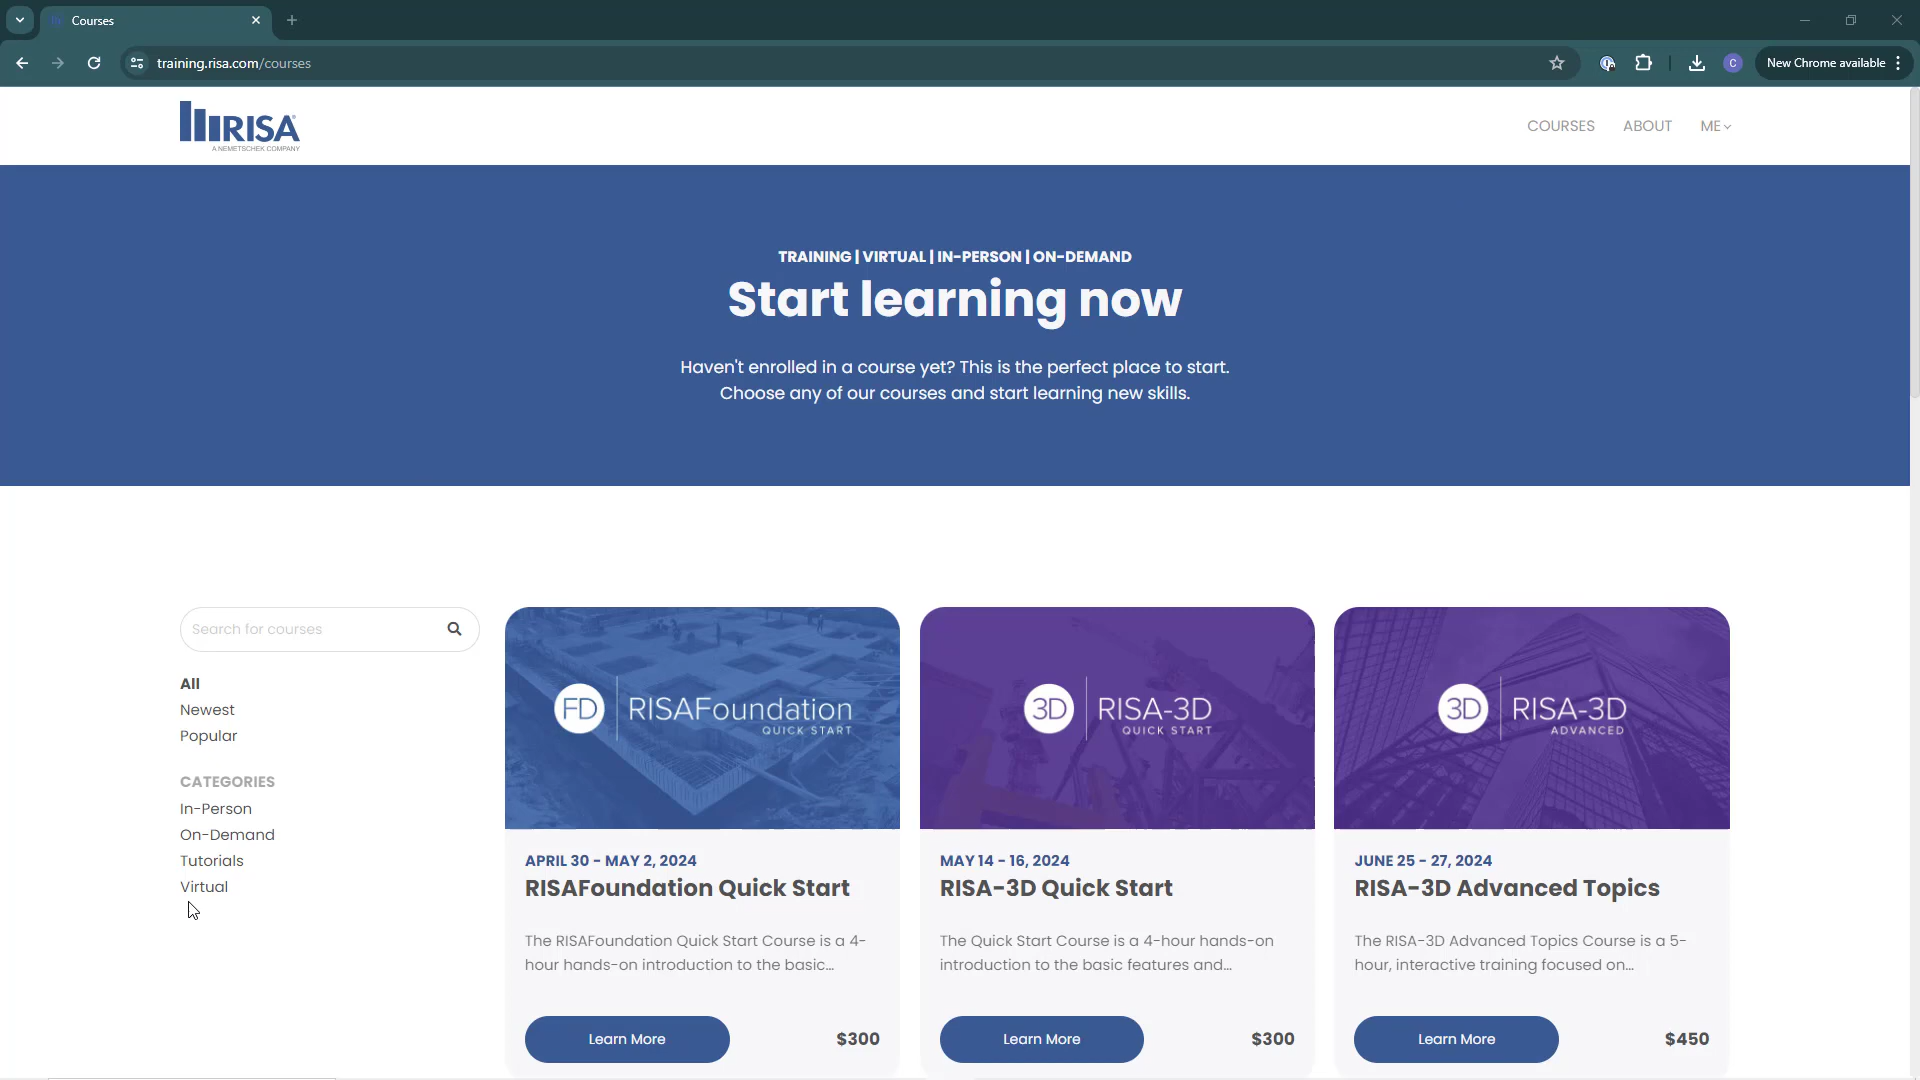 Courses
training.risa.com/courses
C
New Chrome available
RISA
A NEMETSCHEK COMPANY
COURSES
ABOUT
ME
TRAINING | VIRTUAL | IN-PERSON | ON-DEMAND
Start learning now
Haven't enrolled in a course yet? This is the perfect place to start.
Choose any of our courses and start learning new skills.
Search for courses
All
Newest
Popular
CATEGORIES
In-Person
On-Demand
Tutorials
Virtual
FD RISAFoundation
QUICK START
APRIL 30 - MAY 2, 2024
RISAFoundation Quick Start
The RISAFoundation Quick Start Course is a 4-
hour hands-on introduction to the basic...
Learn More
$300
3D RISA-3D
QUICK START
MAY 14 - 16, 2024
RISA-3D Quick Start
The Quick Start Course is a 4-hour hands-on
introduction to the basic features and...
Learn More
$300
3D RISA-3D
ADVANCED
JUNE 25 - 27, 2024
RISA-3D Advanced Topics
The RISA-3D Advanced Topics Course is a 5-
hour, interactive training focused on...
Learn More
$450